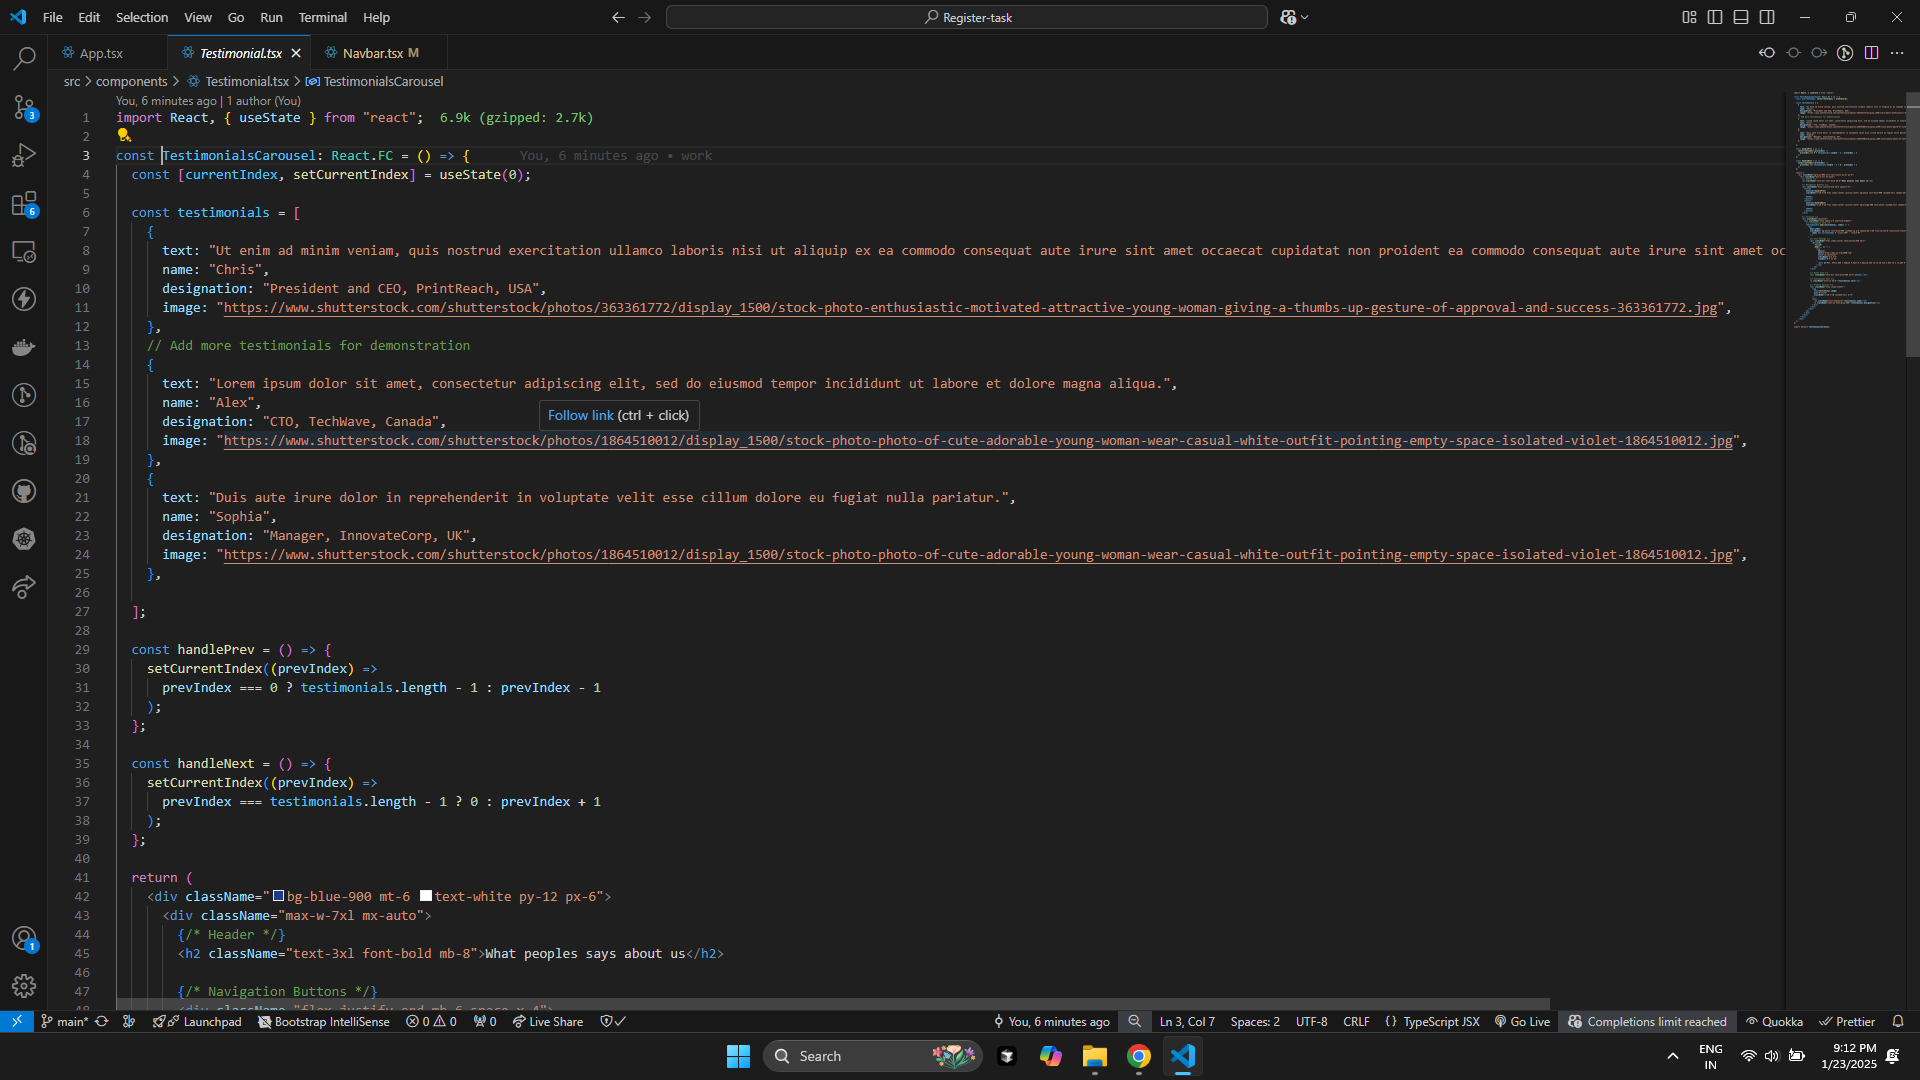 File Edit Selection View Go Run Terminal Help
Register-task
App.tsx Testimonial.tsx Navbar.tsx M
src > components > Testimonial.tsx > TestimonialsCarousel
You, 6 minutes ago | 1 author (You)
1 import React, { useState } from "react"; 6.9k (gzipped: 2.7k)
2
3 const TestimonialsCarousel: React.FC = () => { You, 6 minutes ago • work
4 const [currentIndex, setCurrentIndex] = useState(0);
5
6 const testimonials = [
7 {
8 text: "Ut enim ad minim veniam, quis nostrud exercitation ullamco laboris nisi ut aliquip ex ea commodo consequat aute irure sint amet occaecat cupidatat non proident ea commodo consequat aute irure sint amet oc
9 name: "Chris",
10 designation: "President and CEO, PrintReach, USA",
11 image: "https://www.shutterstock.com/shutterstock/photos/363361772/display_1500/stock-photo-enthusiastic-motivated-attractive-young-woman-giving-a-thumbs-up-gesture-of-approval-and-success-363361772.jpg",
12 },
13 // Add more testimonials for demonstration
14 {
15 text: "Lorem ipsum dolor sit amet, consectetur adipiscing elit, sed do eiusmod tempor incididunt ut labore et dolore magna aliqua.",
16 name: "Alex",
Follow link (ctrl + click)
17 designation: "CTO, TechWave, Canada",
18 image: "https://www.shutterstock.com/shutterstock/photos/1864510012/display_1500/stock-photo-photo-of-cute-adorable-young-woman-wear-casual-white-outfit-pointing-empty-space-isolated-violet-1864510012.jpg",
19 },
20 {
21 text: "Duis aute irure dolor in reprehenderit in voluptate velit esse cillum dolore eu fugiat nulla pariatur.",
22 name: "Sophia",
23 designation: "Manager, InnovateCorp, UK",
24 image: "https://www.shutterstock.com/shutterstock/photos/1864510012/display_1500/stock-photo-photo-of-cute-adorable-young-woman-wear-casual-white-outfit-pointing-empty-space-isolated-violet-1864510012.jpg",
25 },
26
27 ];
28
29 const handlePrev = () => {
30 setCurrentIndex((prevIndex) =>
31 prevIndex === 0 ? testimonials.length - 1 : prevIndex - 1
32 );
33 };
34
35 const handleNext = () => {
36 setCurrentIndex((prevIndex) =>
37 prevIndex === testimonials.length - 1 ? 0 : prevIndex + 1
38 );
39 };
40
41 return (
42 <div className="bg-blue-900 mt-6 text-white py-12 px-6">
43 <div className="max-w-7xl mx-auto">
44 {/* Header */}
45 <h2 className="text-3xl font-bold mb-8">What peoples says about us</h2>
46
47 {/* Navigation Buttons */}
48 <div className="flex justify-end mb-6 space-x-4">
3
6
1
main* Launchpad Bootstrap IntelliSense 0 0 0 Live Share You, 6 minutes ago Ln 3, Col 7 Spaces: 2 UTF-8 CRLF {} TypeScript JSX Go Live Completions limit reached Quokka Prettier
Search
ENG
IN
9:12 PM
1/23/2025